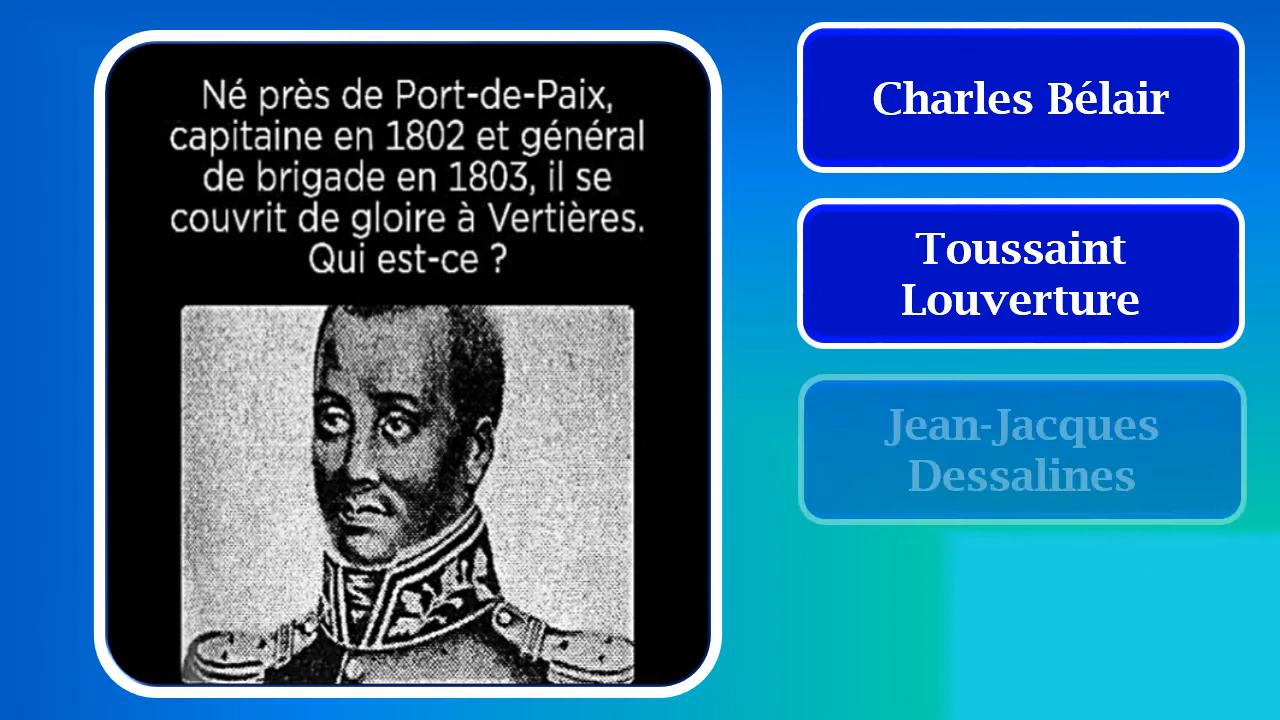 Né près de Port-de-Paix,
capitaine en 1802 et général
de brigade en 1803, il se
couvrit de gloire à Vertières.
Qui est-ce ?
Charles Bélair
Toussaint
Louverture
Jean-Jacques
Dessalines